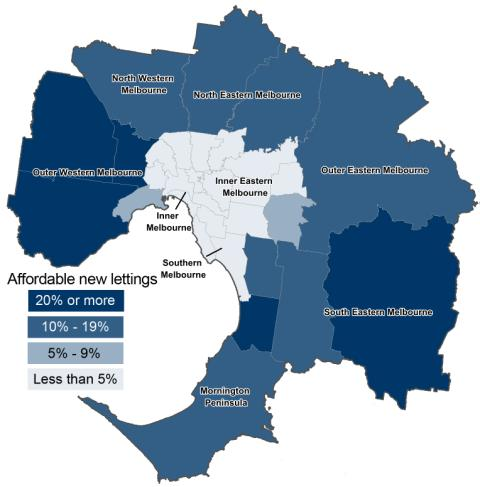 North Western
Melbourne
North Eastern Melbourne
Outer Western Melbourne
Inner Eastern
Melbourne
Outer Eastern Melbourne
Inner
Melbourne
Southern
Melbourne
Affordable new lettings
20% or more
10% - 19%
5% - 9%
Less than 5%
South Eastern Melbourne
Mornington
Peninsula